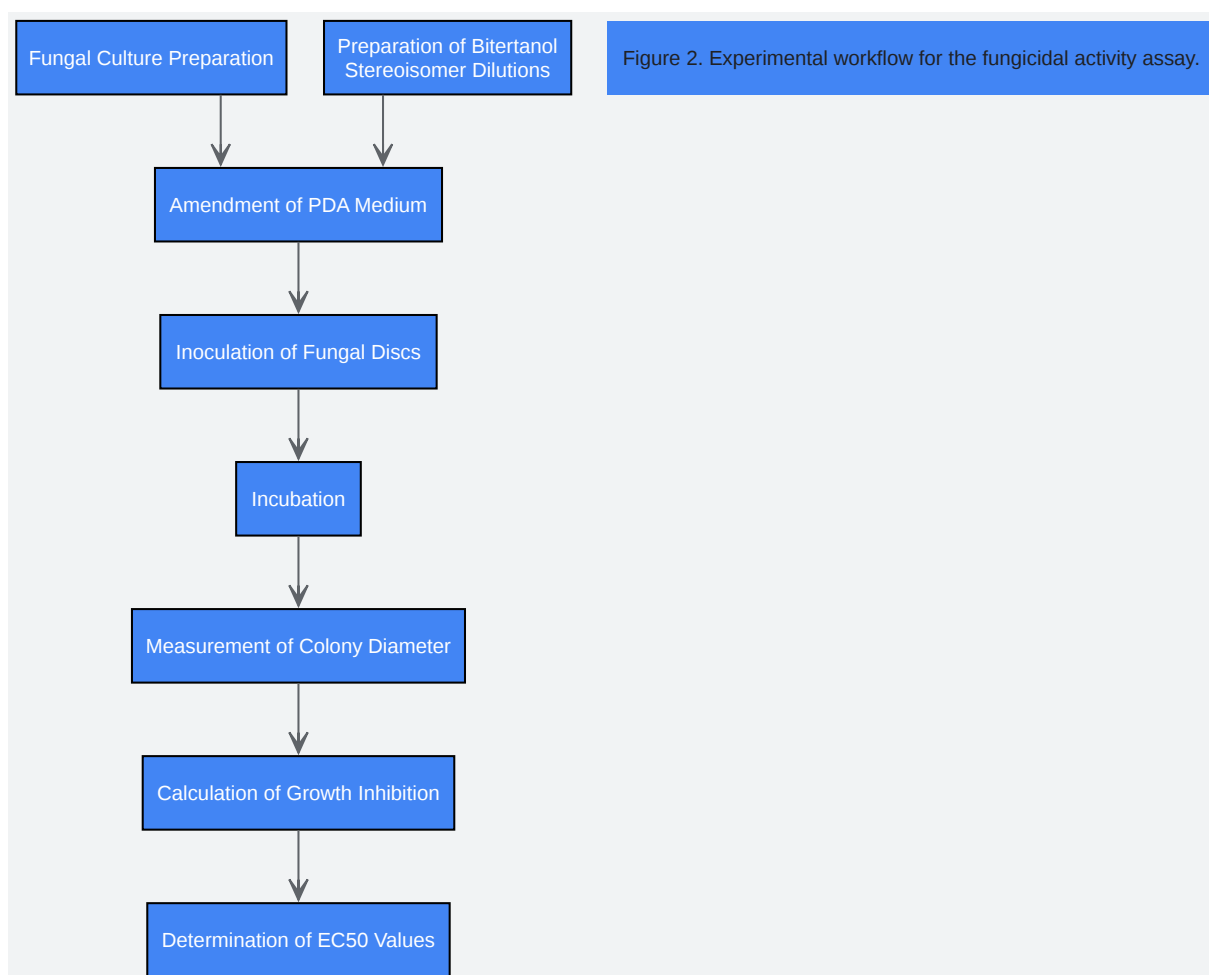 Fungal Culture Preparation
Preparation of Bitertanol
Stereoisomer Dilutions
Figure 2. Experimental workflow for the fungicidal activity assay.
Amendment of PDA Medium
Inoculation of Fungal Discs
Incubation
Measurement of Colony Diameter
Calculation of Growth Inhibition
Determination of EC50 Values